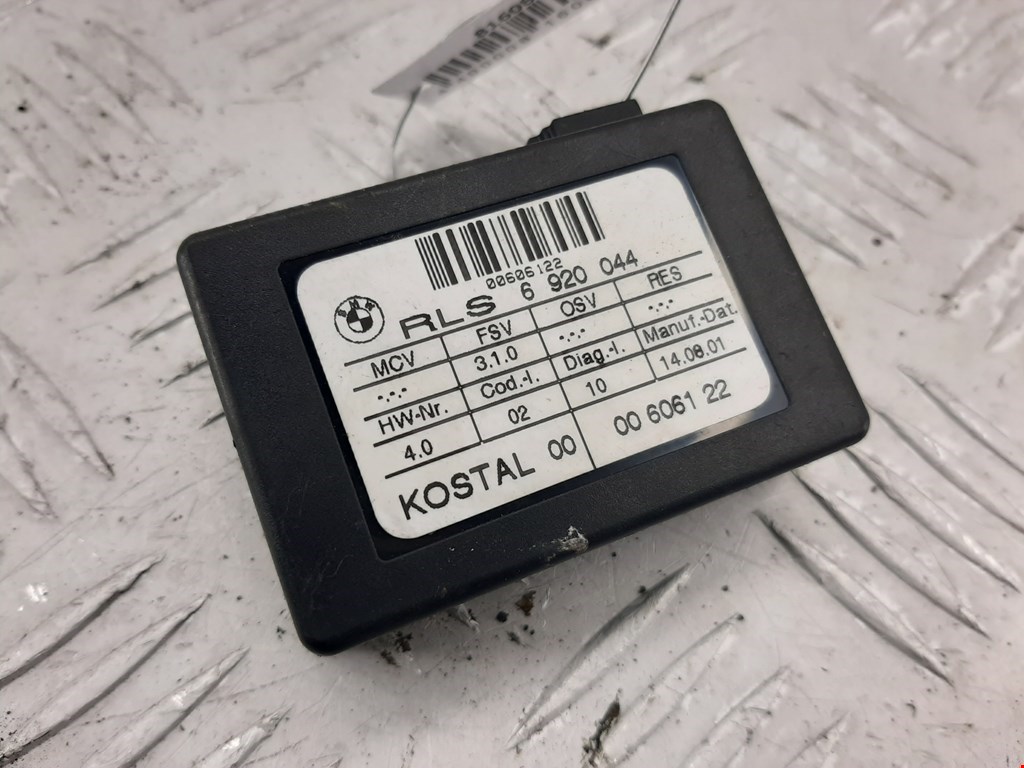 00606122
BMW
RLS 6 920 044
MCV FSV OSV RES
-.-.- 3.1.0 -.-.- -.-.-
HW-Nr. Cod.-I. Diag.-I. Manuf.-Dat.
4.0 02 10 14.08.01
KOSTAL 00 00 6061 22